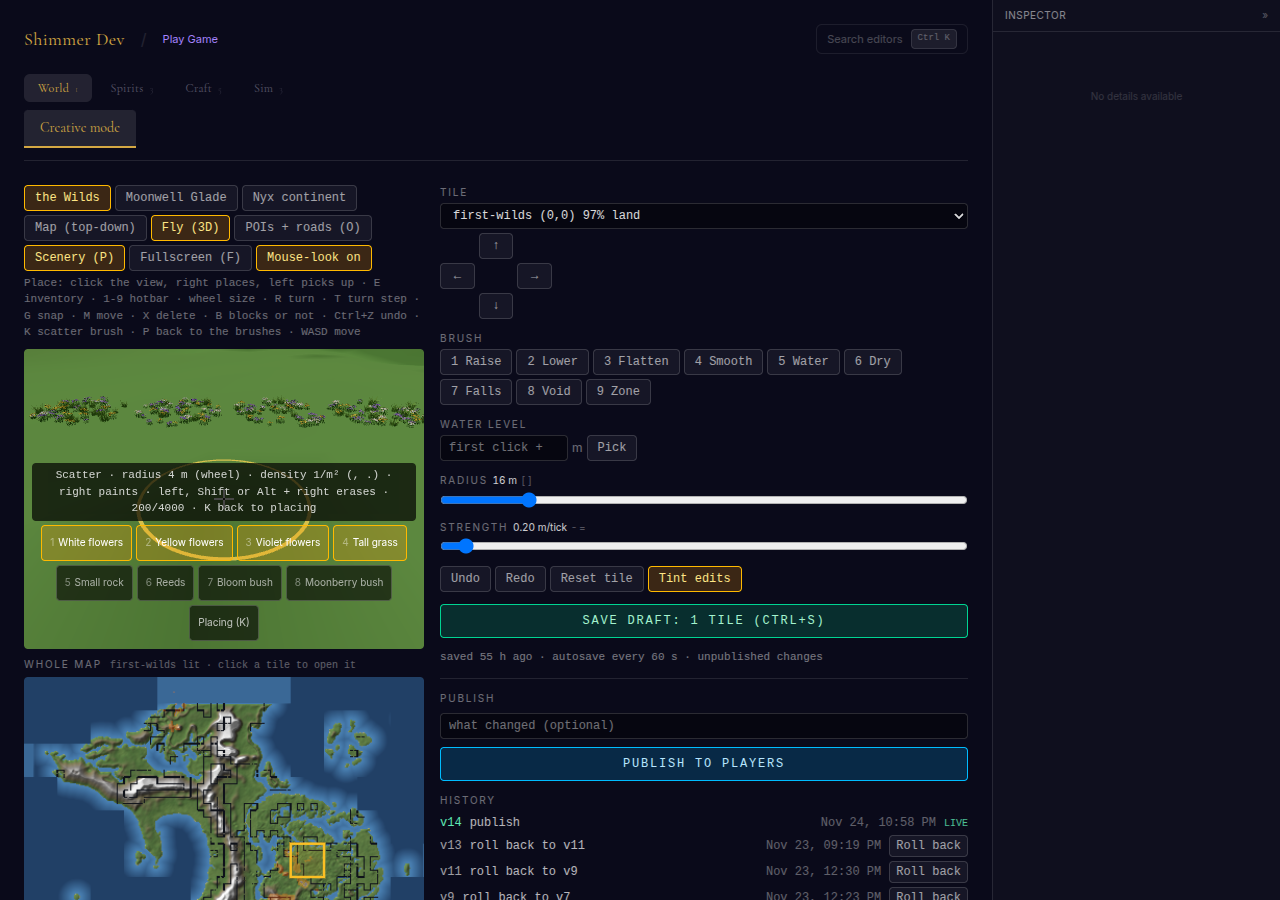 Shimmer Dev / Play Game
Search editors Ctrl K
INSPECTOR »
No details available
World
Spirits
Craft
Sim
Creative mode
the Wilds Moonwell Glade Nyx continent
Map (top-down) Fly (3D) POIs + roads (O)
Scenery (P) Fullscreen (F) Mouse-look on
Place: click the view, right places, left picks up · E
inventory · 1-9 hotbar · wheel size · R turn · T turn step ·
G snap · M move · X delete · B blocks or not · Ctrl+Z undo ·
K scatter brush · P back to the brushes · WASD move
Scatter · radius 4 m (wheel) · density 1/m² (, .) ·
right paints · left, Shift or Alt + right erases ·
200/4000 · K back to placing
1 White flowers 2 Yellow flowers 3 Violet flowers 4 Tall grass
5 Small rock 6 Reeds 7 Bloom bush 8 Moonberry bush
Placing (K)
WHOLE MAP first-wilds lit · click a tile to open it
TILE
first-wilds (0,0) 97% land
↑
← →
↓
BRUSH
1 Raise 2 Lower 3 Flatten 4 Smooth 5 Water 6 Dry
7 Falls 8 Void 9 Zone
WATER LEVEL
first click + m Pick
RADIUS 16 m [ ]
STRENGTH 0.20 m/tick - =
Undo Redo Reset tile Tint edits
SAVE DRAFT: 1 TILE (CTRL+S)
saved 55 h ago · autosave every 60 s · unpublished changes
PUBLISH
what changed (optional)
PUBLISH TO PLAYERS
HISTORY
v14 publish Nov 24, 10:58 PM LIVE
v13 roll back to v11 Nov 23, 09:19 PM Roll back
v11 roll back to v9 Nov 23, 12:30 PM Roll back
v9 roll back to v7 Nov 23, 12:23 PM Roll back